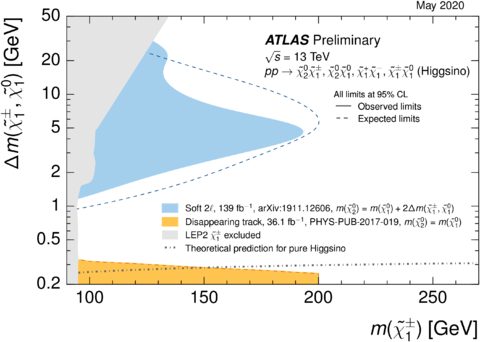 May 2020
Δm(χ̃₁±, χ̃₁⁰) [GeV]
50
20
10
5
2
1
0.5
0.2
ATLAS Preliminary
√s = 13 TeV
pp → χ̃₂⁰χ̃₁±, χ̃₂⁰χ̃₁⁰, χ̃₁⁺χ̃₁⁻, χ̃₁±χ̃₁⁰ (Higgsino)
All limits at 95% CL
Observed limits
Expected limits
Soft 2ℓ, 139 fb⁻¹, arXiv:1911.12606, m(χ̃₂⁰) = m(χ̃₁⁰) + 2Δm(χ̃₁±, χ̃₁⁰)
Disappearing track, 36.1 fb⁻¹, PHYS-PUB-2017-019, m(χ̃₂⁰) = m(χ̃₁⁰)
LEP2 χ̃₁± excluded
Theoretical prediction for pure Higgsino
100 150 200 250
m(χ̃₁±) [GeV]